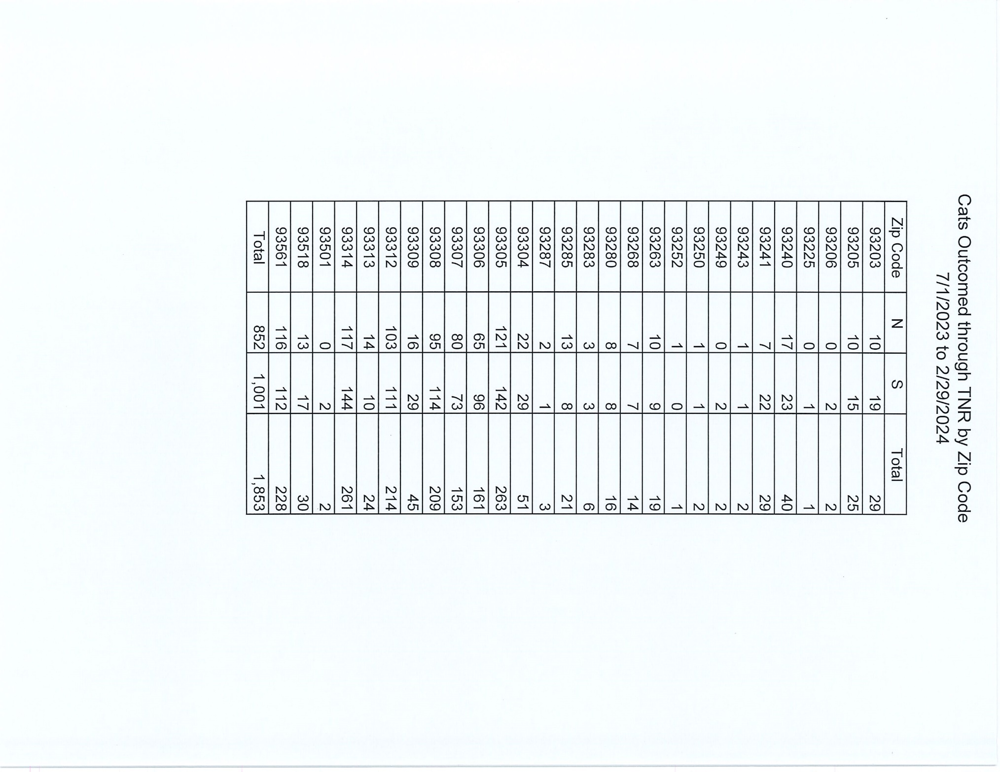 Cats Outcomed through TNR by Zip Code
7/1/2023 to 2/29/2024
Zip Code N S Total
93203 10 19 29
93205 10 15 25
93206 0 2 2
93225 0 1 1
93240 17 23 40
93241 7 22 29
93243 1 1 2
93249 0 2 2
93250 1 1 2
93252 1 0 1
93263 10 9 19
93268 7 7 14
93280 8 8 16
93283 3 3 6
93285 13 8 21
93287 2 1 3
93304 22 29 51
93305 121 142 263
93306 65 96 161
93307 80 73 153
93308 95 114 209
93309 16 29 45
93312 103 111 214
93313 14 10 24
93314 117 144 261
93501 0 2 2
93518 13 17 30
93561 116 112 228
Total 852 1,001 1,853